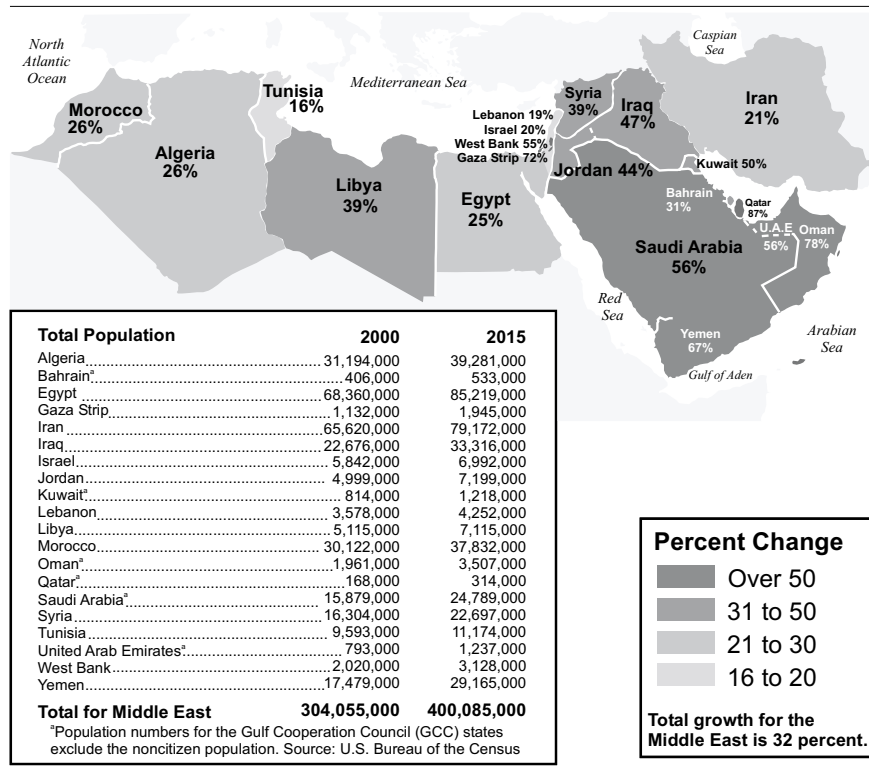 North
Atlantic
Ocean
Caspian
Sea
Mediterranean Sea
Morocco
26%
Algeria
26%
Tunisia
16%
Libya
39%
Egypt
25%
Lebanon 19%
Israel 20%
West Bank 55%
Gaza Strip 72%
Syria
39%
Iraq
47%
Iran
21%
Jordan 44%
Kuwait 50%
Bahrain
31%
Qatar
87%
U.A.E
56%
Oman
78%
Saudi Arabia
56%
Yemen
67%
Red
Sea
Arabian
Sea
Gulf of Aden
Total Population 2000 2015
Algeria 31,194,000 39,281,000
Bahrainª 406,000 533,000
Egypt 68,360,000 85,219,000
Gaza Strip 1,132,000 1,945,000
Iran 65,620,000 79,172,000
Iraq 22,676,000 33,316,000
Israel 5,842,000 6,992,000
Jordan 4,999,000 7,199,000
Kuwaitª 814,000 1,218,000
Lebanon 3,578,000 4,252,000
Libya 5,115,000 7,115,000
Morocco 30,122,000 37,832,000
Omanª 1,961,000 3,507,000
Qatarª 168,000 314,000
Saudi Arabiaª 15,879,000 24,789,000
Syria 16,304,000 22,697,000
Tunisia 9,593,000 11,174,000
United Arab Emiratesª 793,000 1,237,000
West Bank 2,020,000 3,128,000
Yemen 17,479,000 29,165,000
Total for Middle East 304,055,000 400,085,000
ªPopulation numbers for the Gulf Cooperation Council (GCC) states
exclude the noncitizen population. Source: U.S. Bureau of the Census
Percent Change
Over 50
31 to 50
21 to 30
16 to 20
Total growth for the
Middle East is 32 percent.